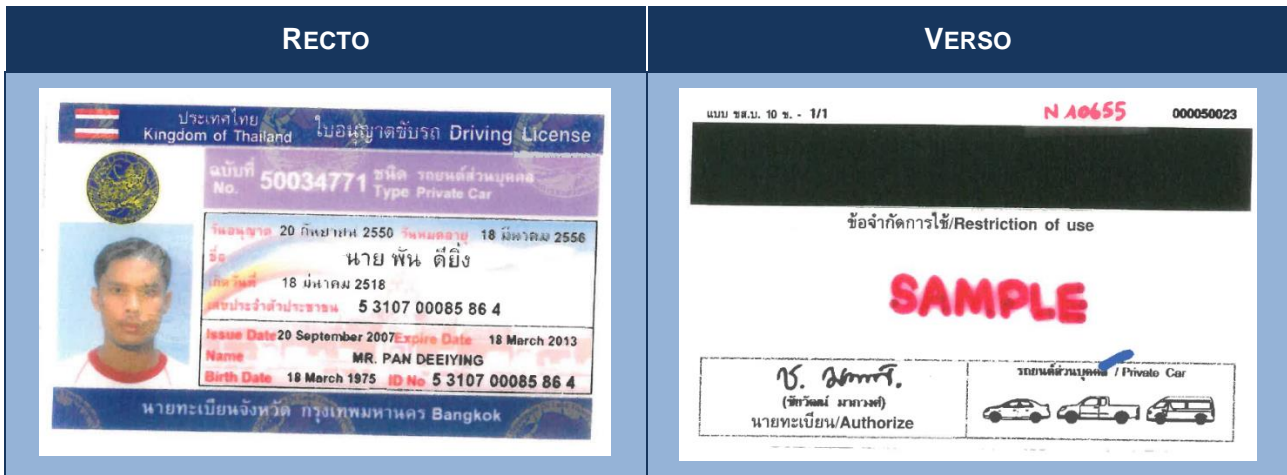 RECTO
VERSO
ประเทศไทย
Kingdom of Thailand
ใบอนุญาตขับรถ Driving License
ฉบับที่ 50034771 ชนิด รถยนต์ส่วนบุคคล
No. Type Private Car
วันอนุญาต 20 กันยายน 2550 วันหมดอายุ 18 มีนาคม 2556
ชื่อ นาย พัน ดียิ่ง
เกิดวันที่ 18 มีนาคม 2518
เลขประจำตัวประชาชน 5 3107 00085 86 4
Issue Date 20 September 2007 Expire Date 18 March 2013
Name MR. PAN DEEIYING
Birth Date 18 March 1975 ID No 5 3107 00085 86 4
นายทะเบียนจังหวัด กรุงเทพมหานคร Bangkok
แบบ ขส.บ. 10 ข. - 1/1 N A0655 000050023
ข้อจำกัดการใช้/Restriction of use
SAMPLE
นายทะเบียน/Authorize
รถยนต์ส่วนบุคคล / Private Car